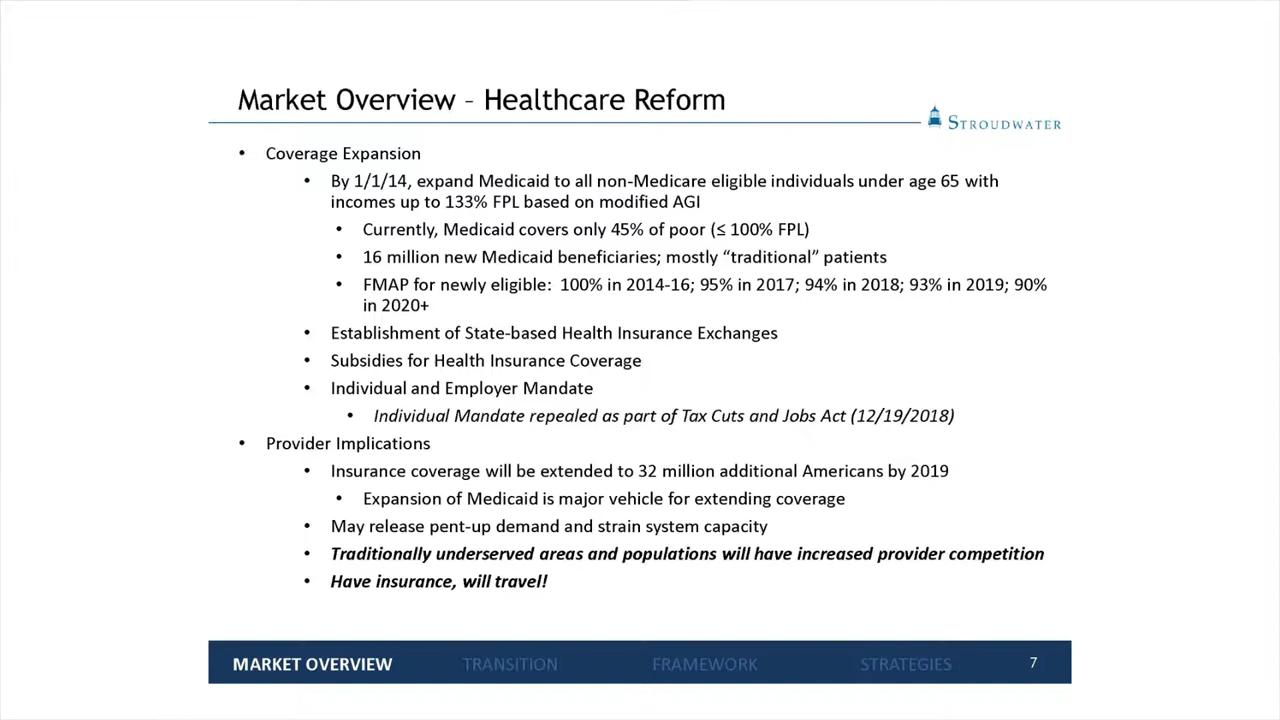 Market Overview – Healthcare Reform
STROUDWATER
• Coverage Expansion
• By 1/1/14, expand Medicaid to all non-Medicare eligible individuals under age 65 with
incomes up to 133% FPL based on modified AGI
• Currently, Medicaid covers only 45% of poor (≤ 100% FPL)
• 16 million new Medicaid beneficiaries; mostly “traditional” patients
• FMAP for newly eligible: 100% in 2014-16; 95% in 2017; 94% in 2018; 93% in 2019; 90%
in 2020+
• Establishment of State-based Health Insurance Exchanges
• Subsidies for Health Insurance Coverage
• Individual and Employer Mandate
• Individual Mandate repealed as part of Tax Cuts and Jobs Act (12/19/2018)
• Provider Implications
• Insurance coverage will be extended to 32 million additional Americans by 2019
• Expansion of Medicaid is major vehicle for extending coverage
• May release pent-up demand and strain system capacity
• Traditionally underserved areas and populations will have increased provider competition
• Have insurance, will travel!
MARKET OVERVIEW TRANSITION FRAMEWORK STRATEGIES 7